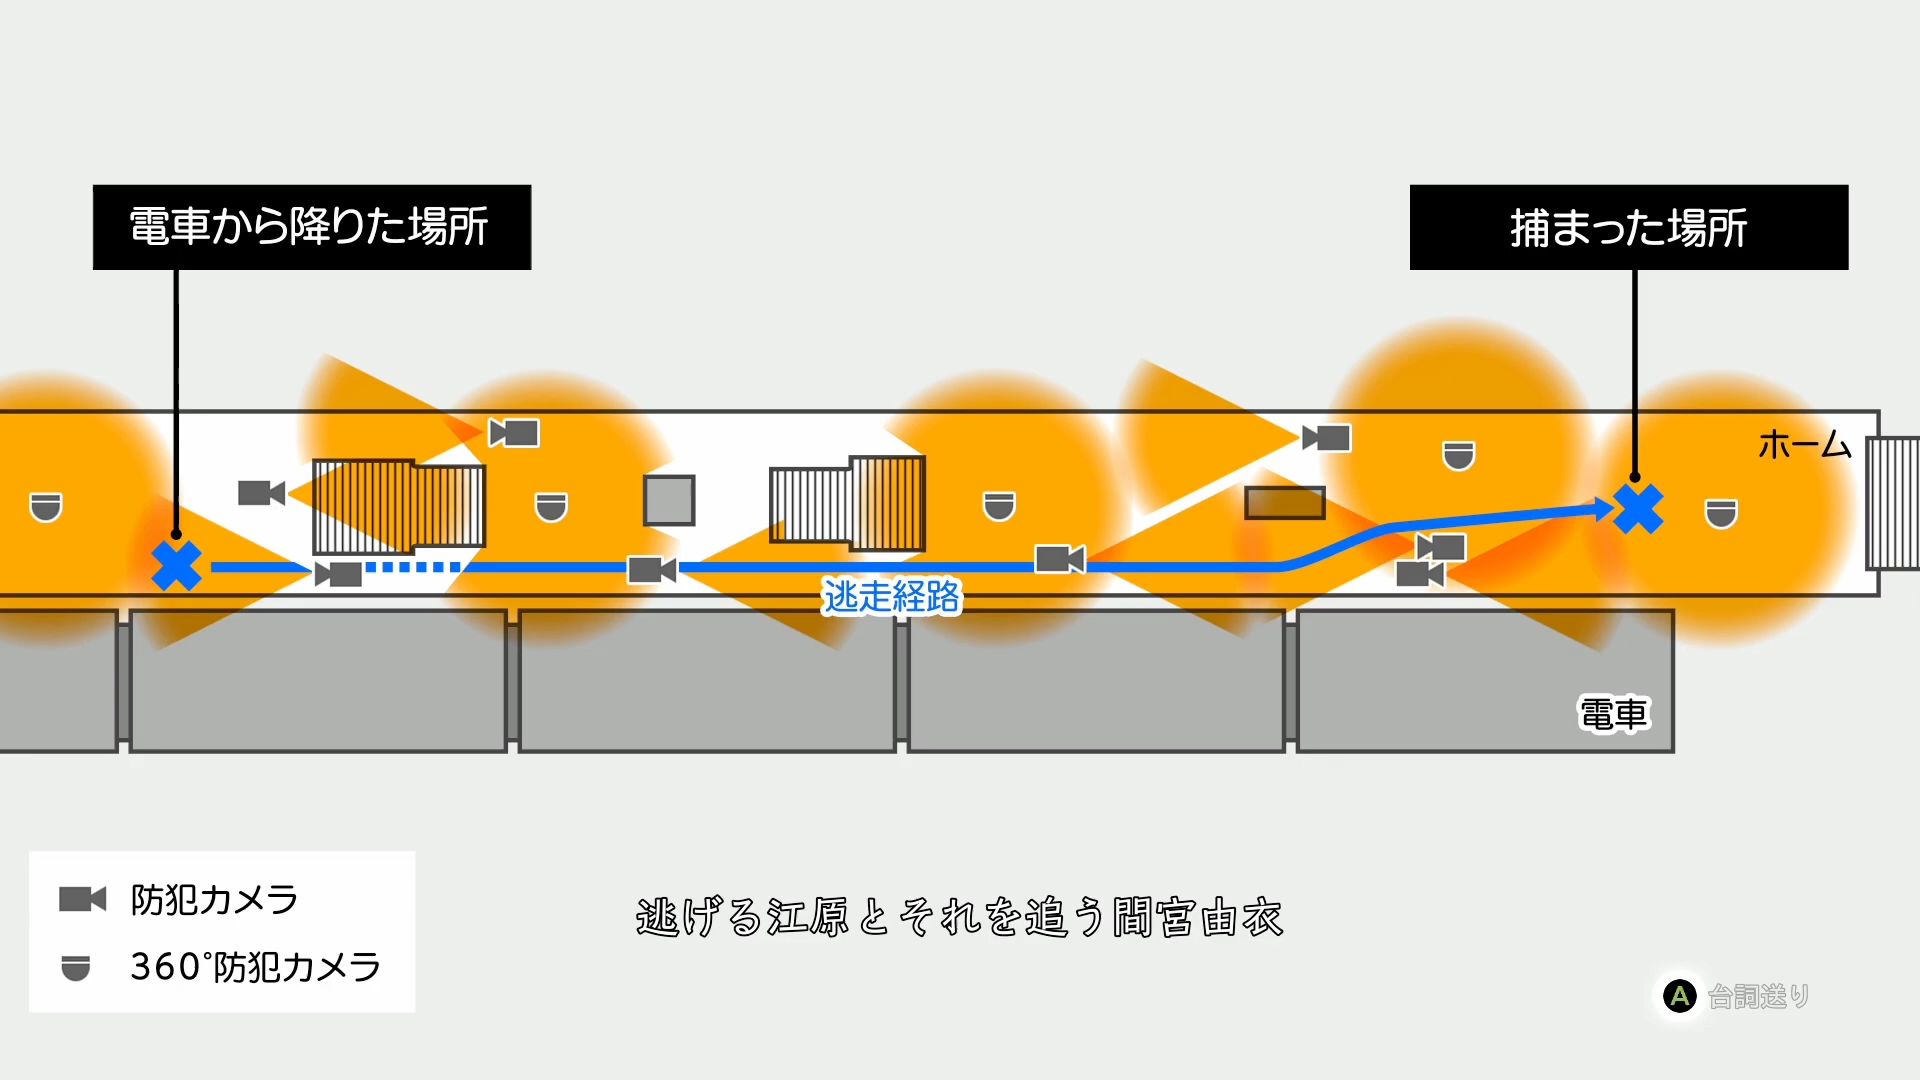 電車から降りた場所
捕まった場所
ホーム
逃走経路
電車
防犯カメラ
360°防犯カメラ
逃げる江原とそれを追う間宮由衣
A 台詞送り